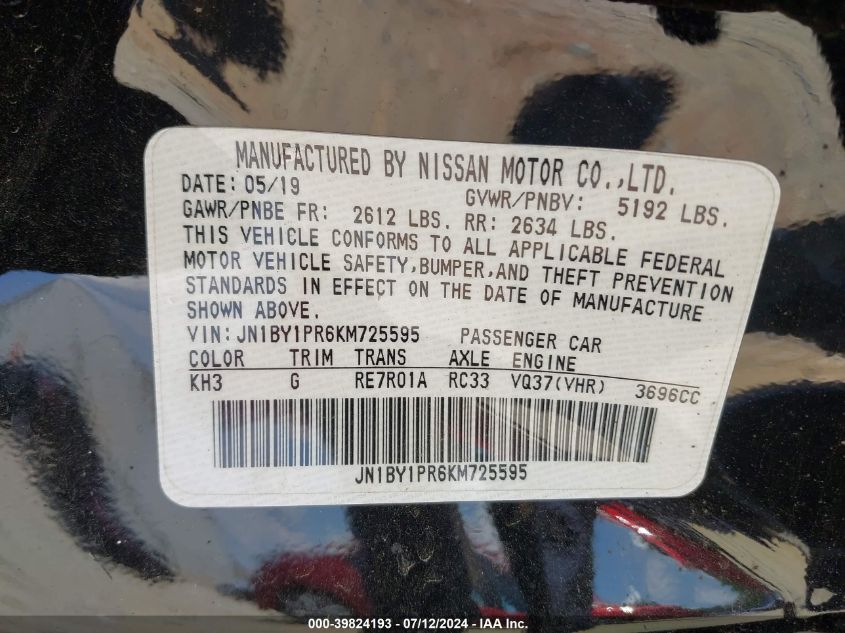 MANUFACTURED BY NISSAN MOTOR CO.,LTD.
DATE: 05/19 GVWR/PNBV: 5192 LBS.
GAWR/PNBE FR: 2612 LBS. RR: 2634 LBS.
THIS VEHICLE CONFORMS TO ALL APPLICABLE FEDERAL
MOTOR VEHICLE SAFETY,BUMPER,AND THEFT PREVENTION
STANDARDS IN EFFECT ON THE DATE OF MANUFACTURE
SHOWN ABOVE.
VIN:JN1BY1PR6KM725595 PASSENGER CAR
COLOR TRIM TRANS AXLE ENGINE
KH3 G RE7R01A RC33 VQ37(VHR) 3696CC
JN1BY1PR6KM725595
000-39824193 - 07/12/2024 - IAA Inc.